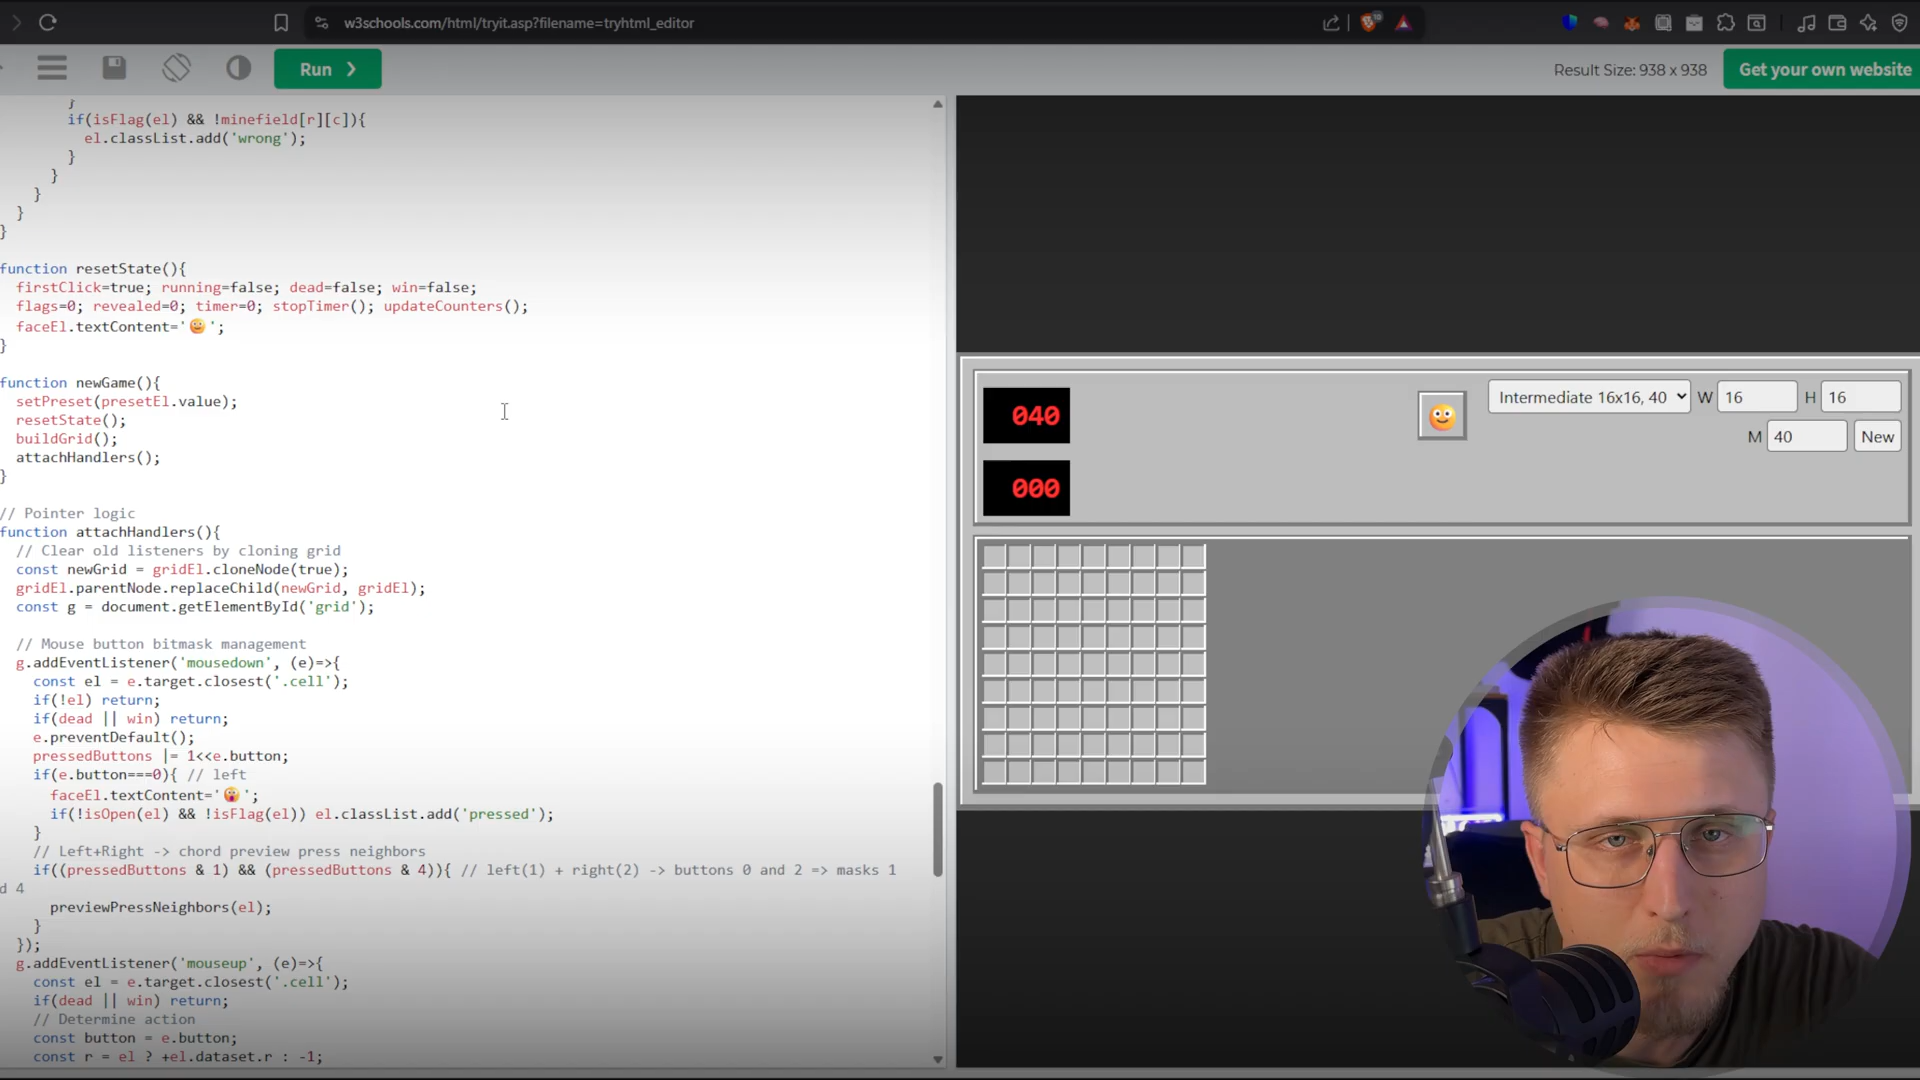 w3schools.com/html/tryit.asp?filename=tryhtml_editor
Run ❯
Result Size: 938 x 938
Get your own website
}
if(isFlag(el) && !minefield[r][c]){
el.classList.add('wrong');
}
}
}
}
}
function resetState(){
firstClick=true; running=false; dead=false; win=false;
flags=0; revealed=0; timer=0; stopTimer(); updateCounters();
faceEl.textContent='🙂';
}
function newGame(){
setPreset(presetEl.value);
resetState();
buildGrid();
attachHandlers();
}
// Pointer logic
function attachHandlers(){
// Clear old listeners by cloning grid
const newGrid = gridEl.cloneNode(true);
gridEl.parentNode.replaceChild(newGrid, gridEl);
const g = document.getElementById('grid');
// Mouse button bitmask management
g.addEventListener('mousedown', (e)=>{
const el = e.target.closest('.cell');
if(!el) return;
if(dead || win) return;
e.preventDefault();
pressedButtons |= 1<<e.button;
if(e.button===0){ // left
faceEl.textContent='😲';
if(!isOpen(el) && !isFlag(el)) el.classList.add('pressed');
}
// Left+Right -> chord preview press neighbors
if((pressedButtons & 1) && (pressedButtons & 4)){ // left(1) + right(2) -> buttons 0 and 2 => masks 1
d 4
previewPressNeighbors(el);
}
});
g.addEventListener('mouseup', (e)=>{
const el = e.target.closest('.cell');
if(dead || win) return;
// Determine action
const button = e.button;
const r = el ? +el.dataset.r : -1;
040
000
Intermediate 16x16, 40
W 16
H 16
M 40
New